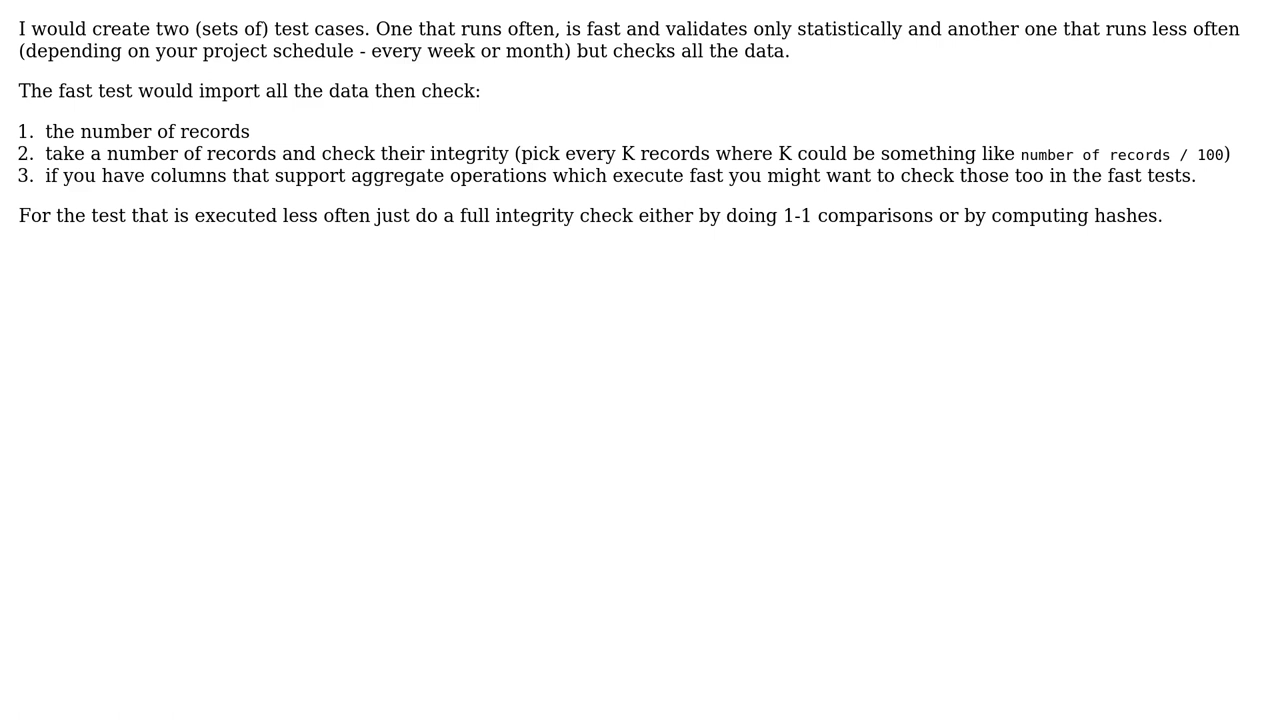 I would create two (sets of) test cases. One that runs often, is fast and validates only statistically and another one that runs less often
(depending on your project schedule - every week or month) but checks all the data.
The fast test would import all the data then check:
1. the number of records
2. take a number of records and check their integrity (pick every K records where K could be something like number of records / 100)
3. if you have columns that support aggregate operations which execute fast you might want to check those too in the fast tests.
For the test that is executed less often just do a full integrity check either by doing 1-1 comparisons or by computing hashes.